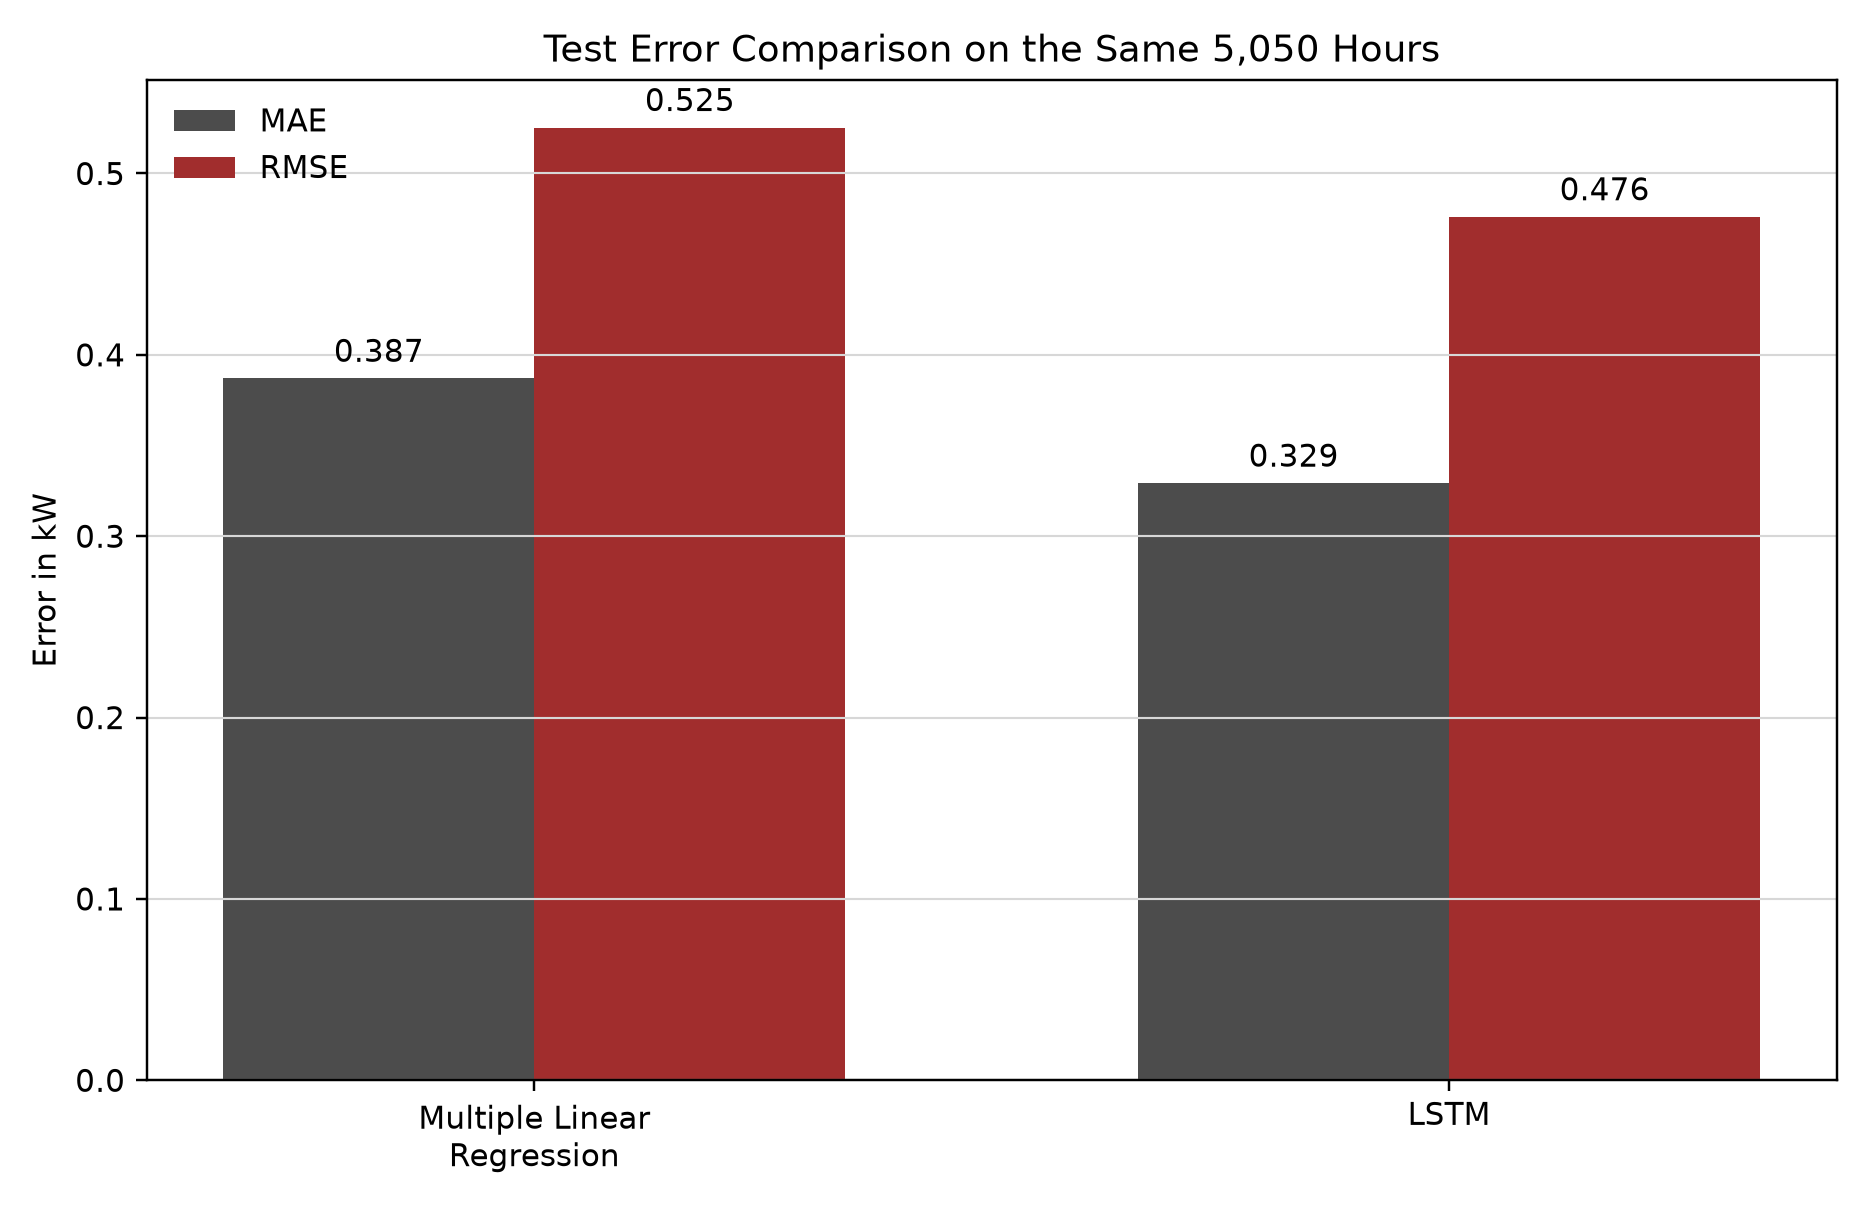 Test Error Comparison on the Same 5,050 Hours
MAE
RMSE
0.525
0.476
0.387
0.329
Error in kW
0.5
0.4
0.3
0.2
0.1
0.0
Multiple Linear
Regression
LSTM